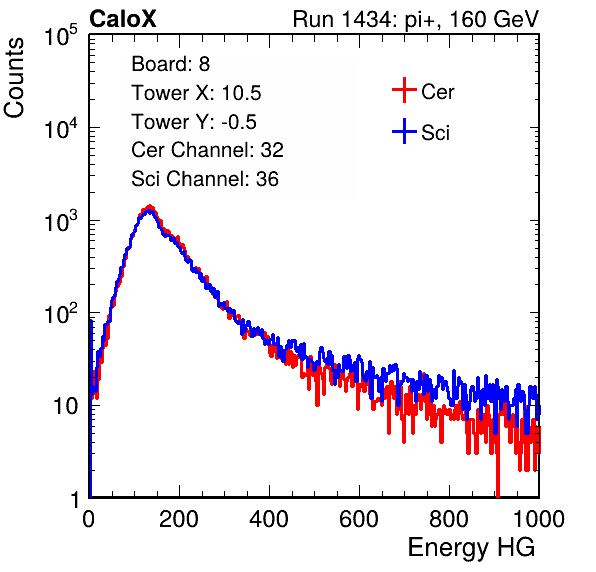 CaloX Run 1434: pi+, 160 GeV
Counts
10^5
10^4
10^3
10^2
10
1
Board: 8
Tower X: 10.5
Tower Y: -0.5
Cer Channel: 32
Sci Channel: 36
Cer
Sci
0 200 400 600 800 1000
Energy HG